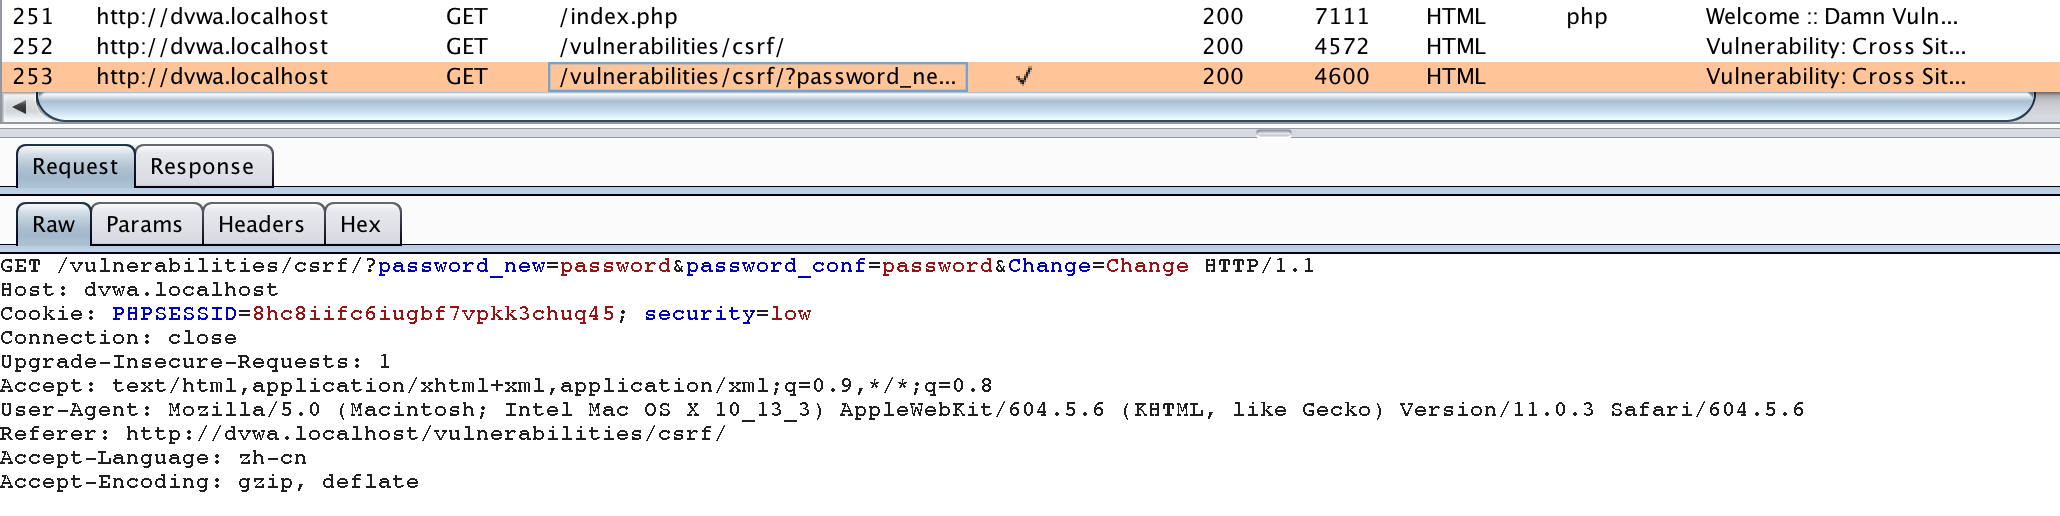 251 http://dvwa.localhost GET /index.php 200 7111 HTML php Welcome :: Damn Vuln...
252 http://dvwa.localhost GET /vulnerabilities/csrf/ 200 4572 HTML Vulnerability: Cross Sit...
253 http://dvwa.localhost GET /vulnerabilities/csrf/?password_ne... ✓ 200 4600 HTML Vulnerability: Cross Sit...
Request Response
Raw Params Headers Hex
GET /vulnerabilities/csrf/?password_new=password&password_conf=password&Change=Change HTTP/1.1
Host: dvwa.localhost
Cookie: PHPSESSID=8hc8iifc6iugbf7vpkk3chuq45; security=low
Connection: close
Upgrade-Insecure-Requests: 1
Accept: text/html,application/xhtml+xml,application/xml;q=0.9,*/*;q=0.8
User-Agent: Mozilla/5.0 (Macintosh; Intel Mac OS X 10_13_3) AppleWebKit/604.5.6 (KHTML, like Gecko) Version/11.0.3 Safari/604.5.6
Referer: http://dvwa.localhost/vulnerabilities/csrf/
Accept-Language: zh-cn
Accept-Encoding: gzip, deflate